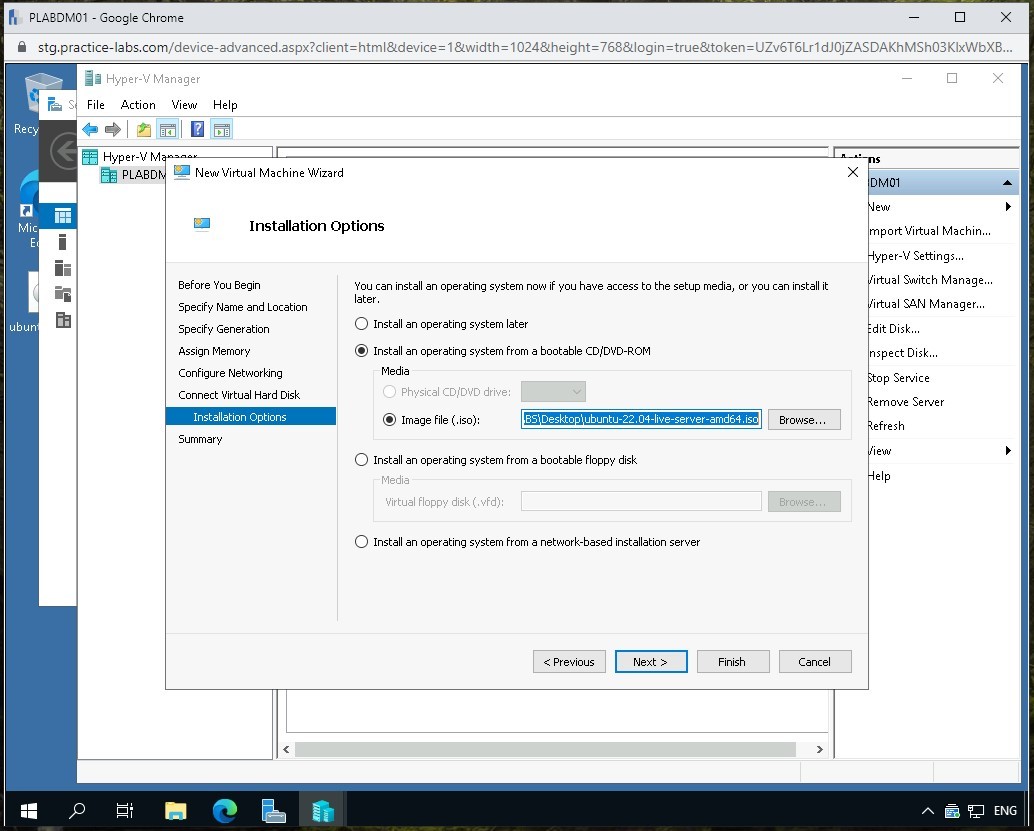 PLABDM01 - Google Chrome
stg.practice-labs.com/device-advanced.aspx?client=html&device=1&width=1024&height=768&login=true&token=UZv6T6Lr1dJ0jZASDAKhMSh03KlxWbXB...
Hyper-V Manager
File Action View Help
Recy
Hyper-V Manager
PLABDM
Mic
E
ubunt
New Virtual Machine Wizard
Installation Options
Before You Begin
Specify Name and Location
Specify Generation
Assign Memory
Configure Networking
Connect Virtual Hard Disk
Installation Options
Summary
You can install an operating system now if you have access to the setup media, or you can install it
later.
Install an operating system later
Install an operating system from a bootable CD/DVD-ROM
Media
Physical CD/DVD drive:
Image file (.iso): BS\Desktop\ubuntu-22.04-live-server-amd64.iso Browse...
Install an operating system from a bootable floppy disk
Media
Virtual floppy disk (.vfd): Browse...
Install an operating system from a network-based installation server
< Previous Next > Finish Cancel
Actions
BDM01
New
Import Virtual Machin...
Hyper-V Settings...
Virtual Switch Manage...
Virtual SAN Manager...
Edit Disk...
Inspect Disk...
Stop Service
Remove Server
Refresh
View
Help
ENG